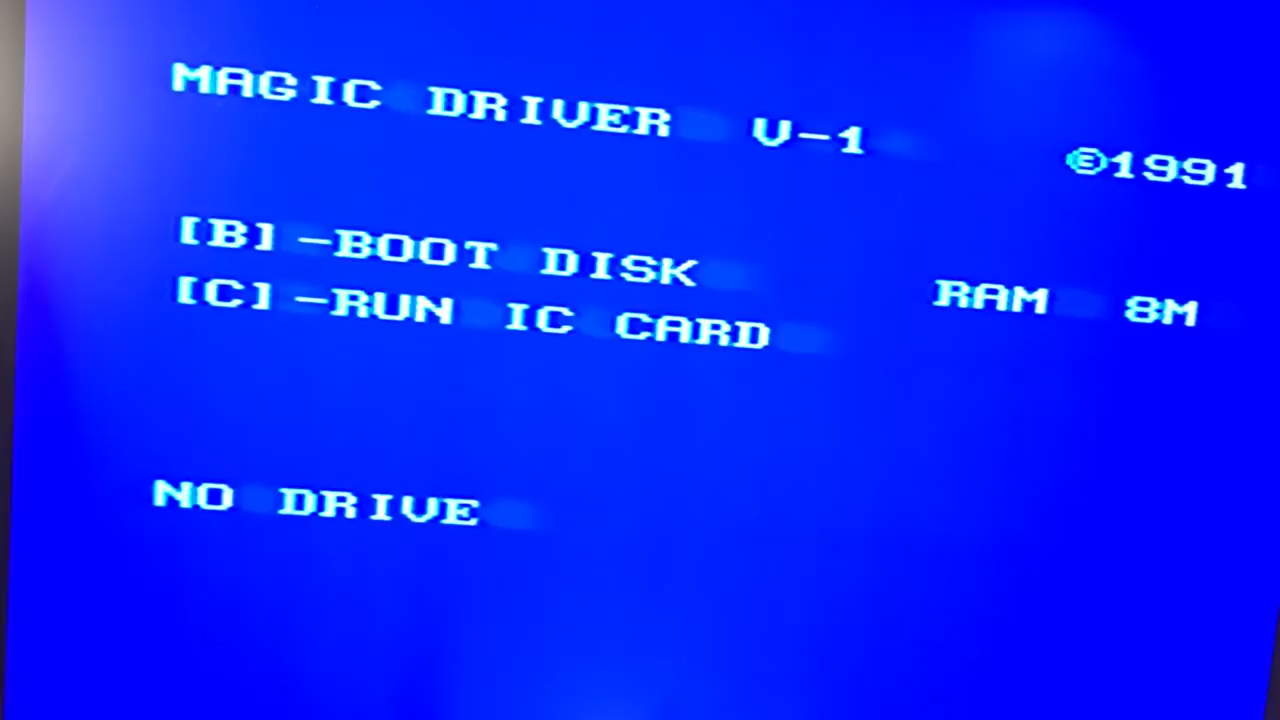 MAGIC DRIVER V-1
©1991
[B]-BOOT DISK
[C]-RUN IC CARD
RAM 8M
NO DRIVE